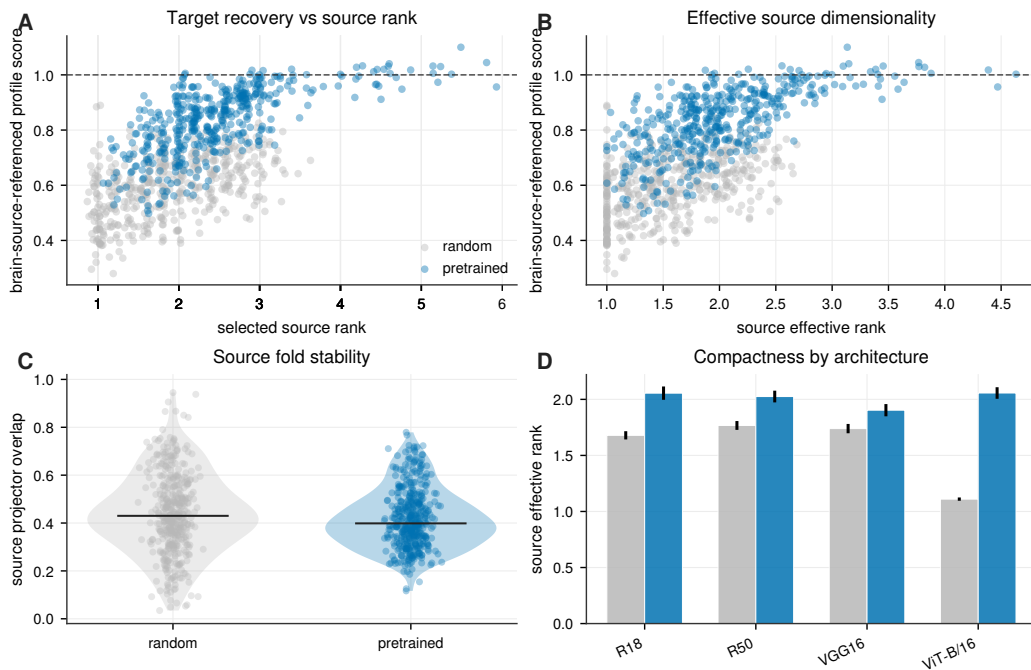 A
Target recovery vs source rank
brain-source-referenced profile score
1.0
0.8
0.6
0.4
random
pretrained
1 2 3 4 5 6
selected source rank
B
Effective source dimensionality
brain-source-referenced profile score
1.0
0.8
0.6
0.4
1.0 1.5 2.0 2.5 3.0 3.5 4.0 4.5
source effective rank
C
Source fold stability
source projector overlap
1.0
0.8
0.6
0.4
0.2
0.0
random pretrained
D
Compactness by architecture
source effective rank
2.0
1.5
1.0
0.5
0.0
R18 R50 VGG16 ViT-B/16